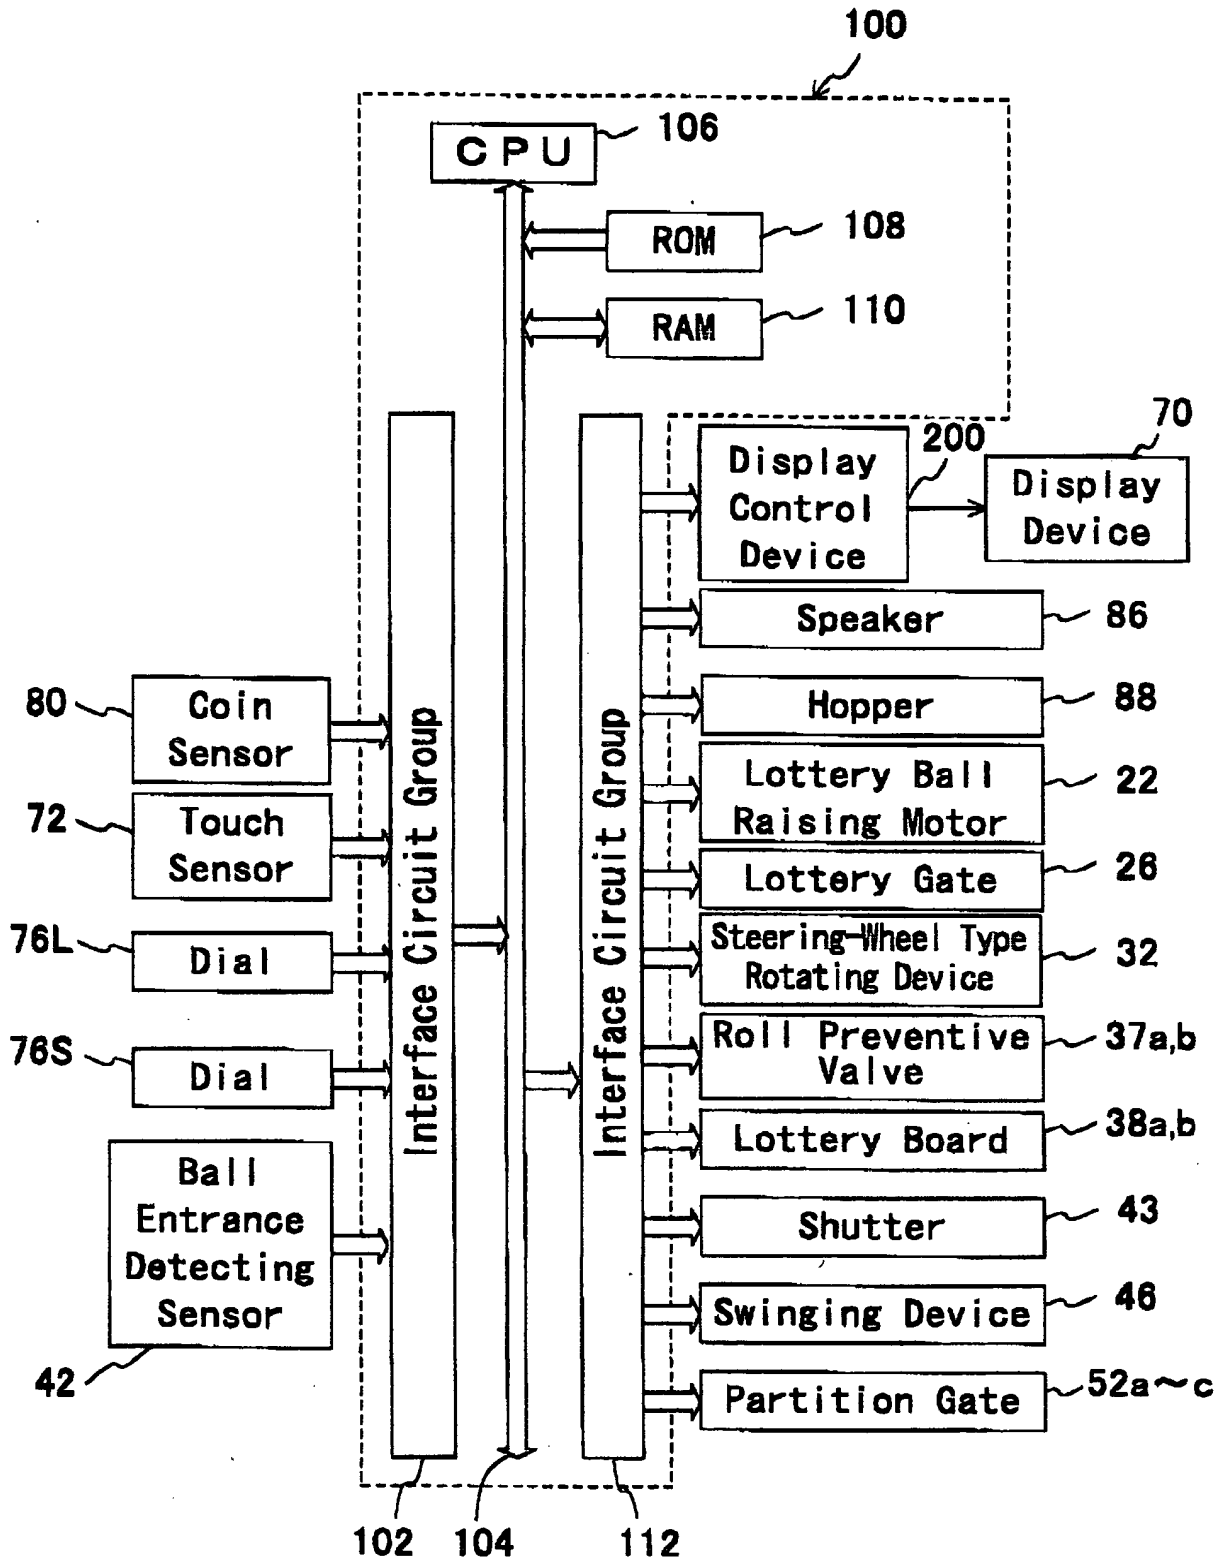 100
CPU
106
ROM
108
RAM
110
Interface Circuit Group
Interface Circuit Group
Display
Control
Device
200
Display
Device
70
Speaker
86
80
Coin
Sensor
Hopper
88
72
Touch
Sensor
Lottery Ball
Raising Motor
22
Lottery Gate
26
76L
Dial
Steering-Wheel Type
Rotating Device
32
76S
Dial
Roll Preventive
Valve
37a,b
Lottery Board
38a,b
Ball
Entrance
Detecting
Sensor
42
Shutter
43
Swinging Device
46
Partition Gate
52a~c
102
104
112